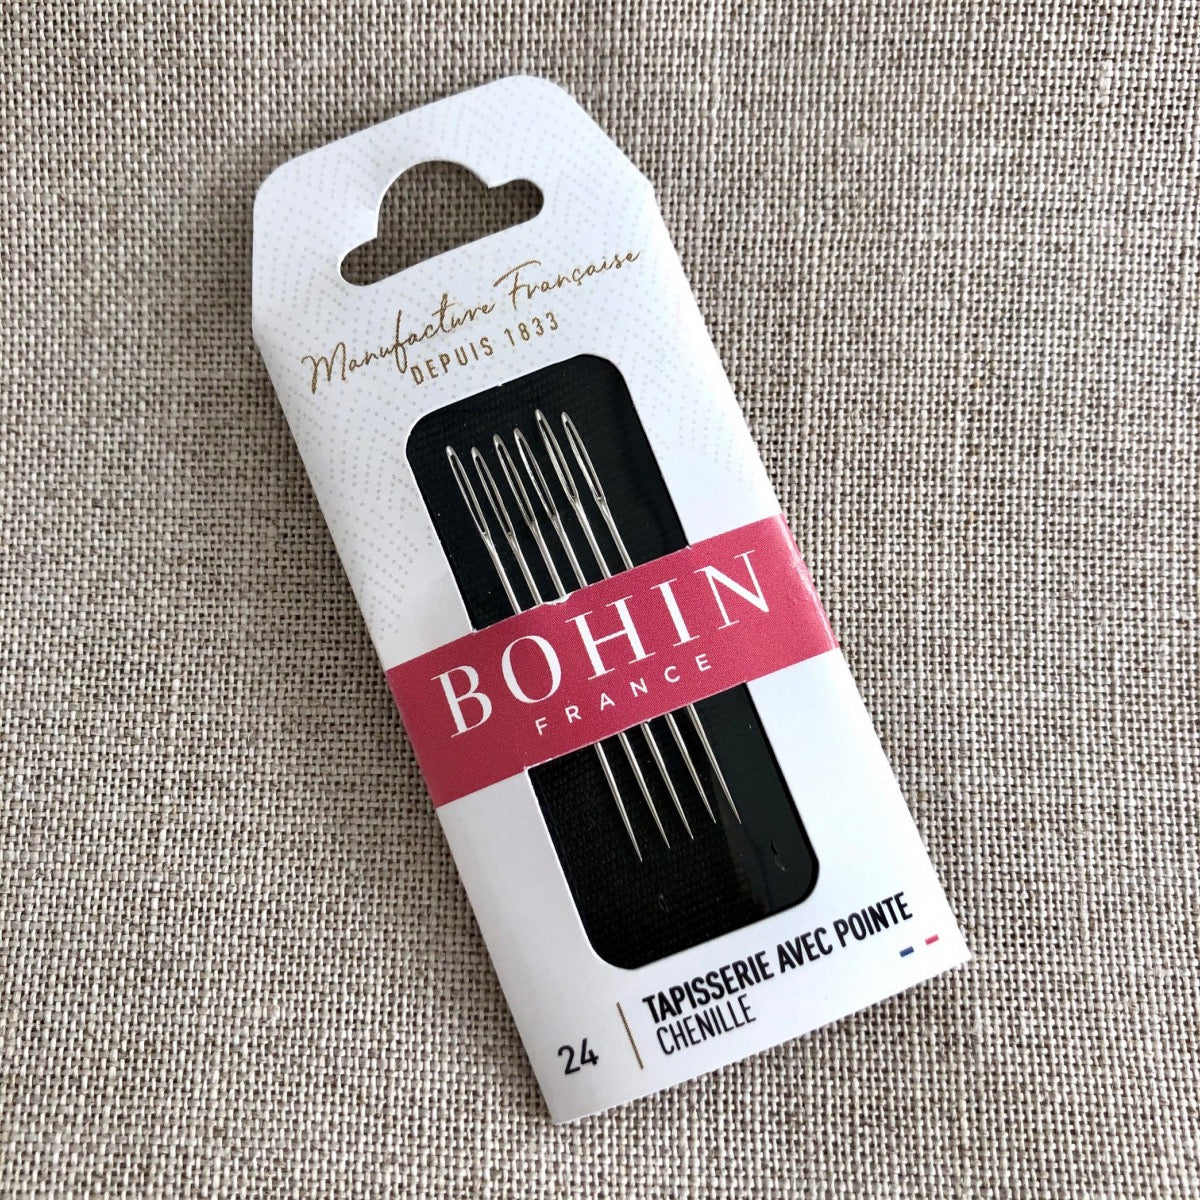 Manufacture Française
DEPUIS 1833
BOHIN
FRANCE
24
TAPISSERIE AVEC POINTE
CHENILLE